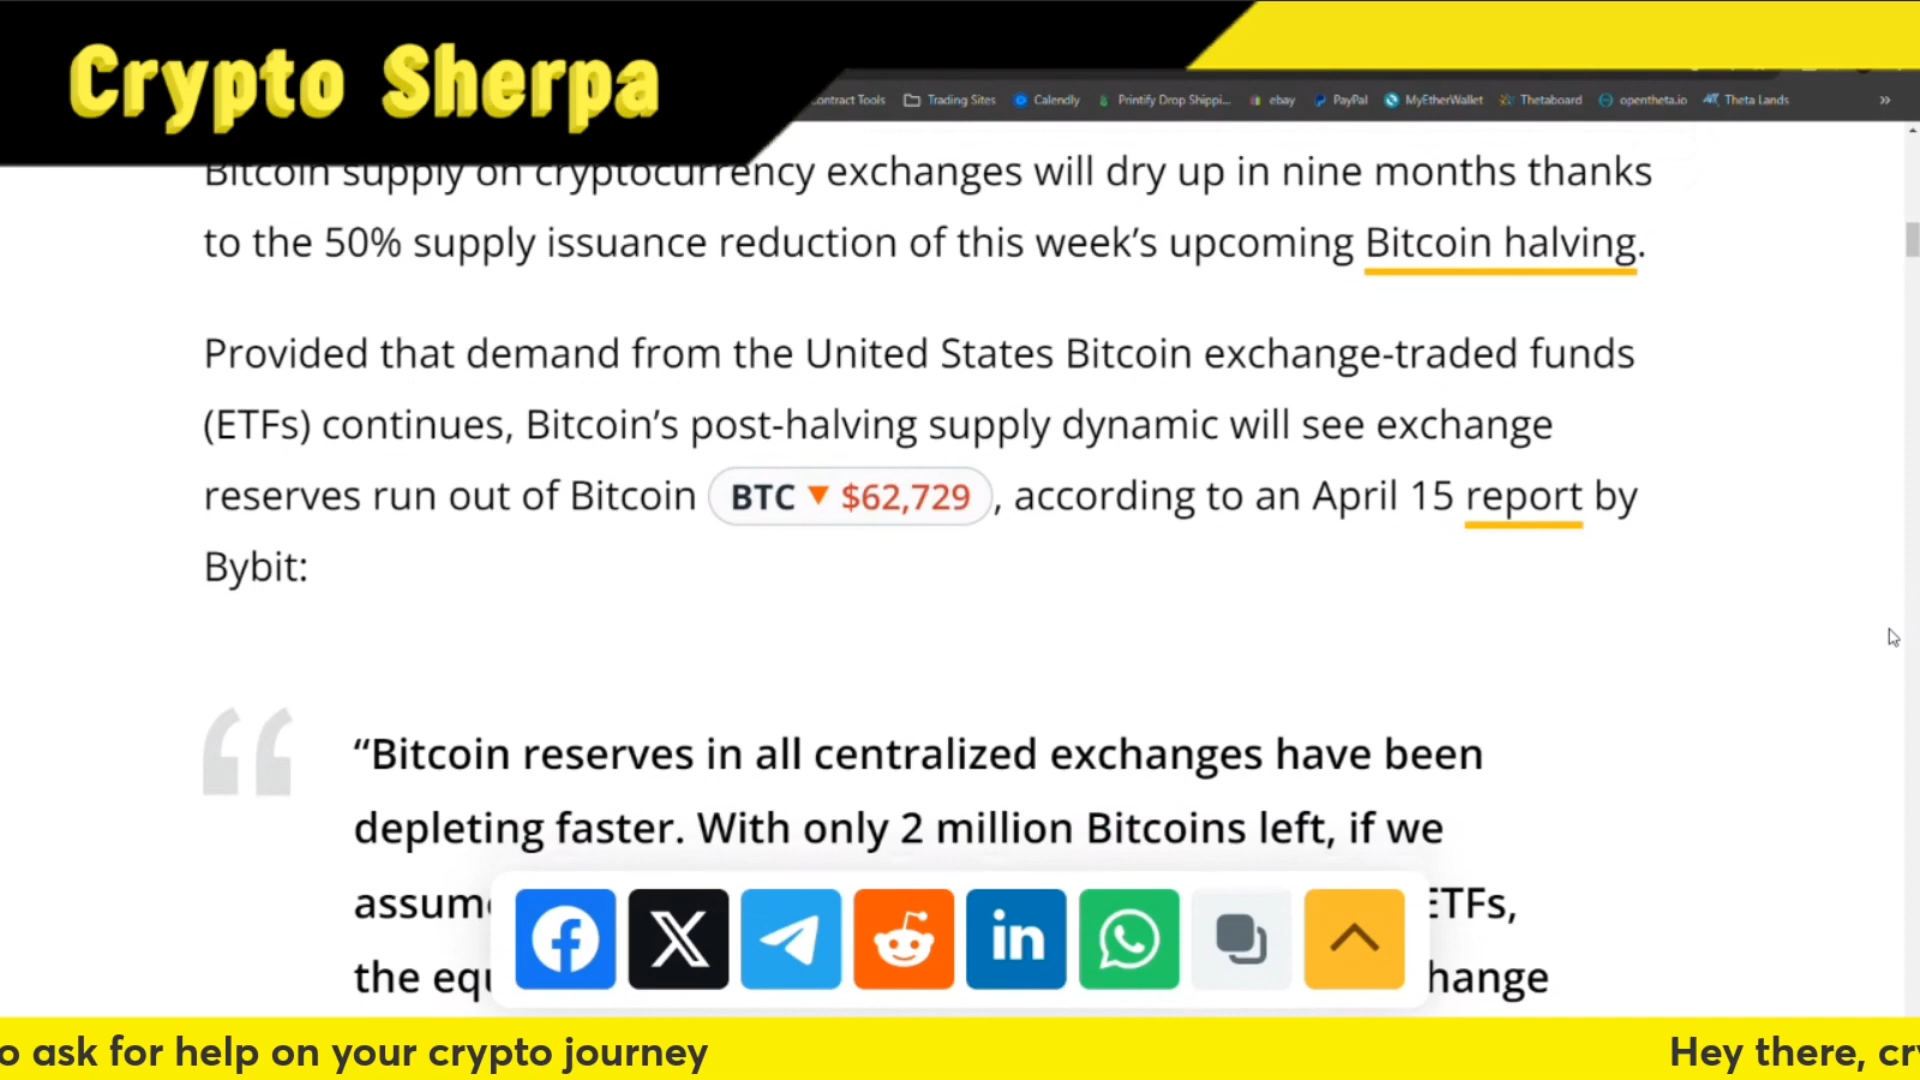 Crypto Sherpa
ontract Tools Trading Sites Calendly Printify Drop Shippi... ebay PayPal MyEtherWallet Thetaboard opentheta.io Theta Lands »
Bitcoin supply on cryptocurrency exchanges will dry up in nine months thanks
to the 50% supply issuance reduction of this week’s upcoming Bitcoin halving.
Provided that demand from the United States Bitcoin exchange-traded funds
(ETFs) continues, Bitcoin’s post-halving supply dynamic will see exchange
reserves run out of Bitcoin BTC ▼ $62,729 , according to an April 15 report by
Bybit:
“Bitcoin reserves in all centralized exchanges have been
depleting faster. With only 2 million Bitcoins left, if we
assum ETFs,
the equ hange
o ask for help on your crypto journey Hey there, cry